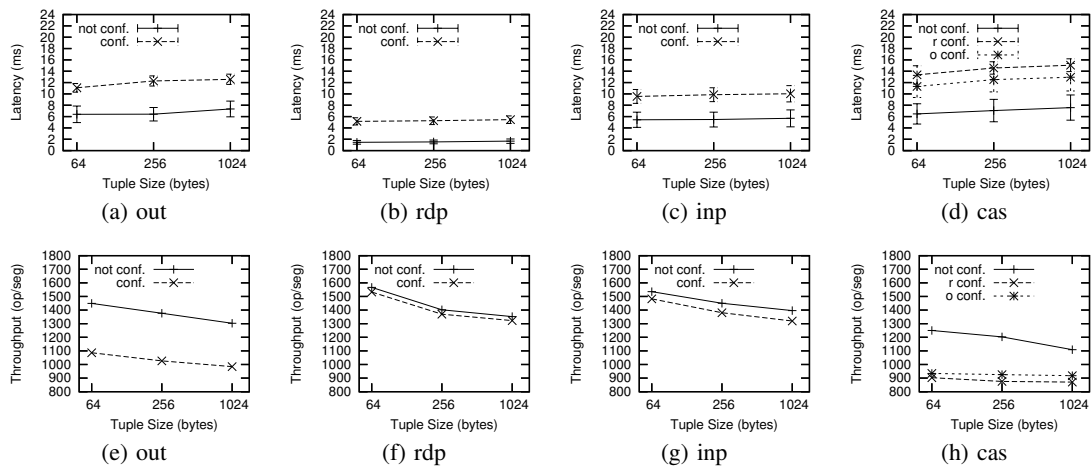 24
22
20
18
16
14
12
10
8
6
4
2
0
Latency (ms)
not conf.
conf.
64 256 1024
Tuple Size (bytes)
(a) out
24
22
20
18
16
14
12
10
8
6
4
2
0
Latency (ms)
not conf.
conf.
64 256 1024
Tuple Size (bytes)
(b) rdp
24
22
20
18
16
14
12
10
8
6
4
2
0
Latency (ms)
not conf.
conf.
64 256 1024
Tuple Size (bytes)
(c) inp
24
22
20
18
16
14
12
10
8
6
4
2
0
Latency (ms)
not conf.
r conf.
o conf.
64 256 1024
Tuple Size (bytes)
(d) cas
1800
1700
1600
1500
1400
1300
1200
1100
1000
900
800
Throughput (op/seg)
not conf.
conf.
64 256 1024
Tuple Size (bytes)
(e) out
1800
1700
1600
1500
1400
1300
1200
1100
1000
900
800
Throughput (op/seg)
not conf.
conf.
64 256 1024
Tuple Size (bytes)
(f) rdp
1800
1700
1600
1500
1400
1300
1200
1100
1000
900
800
Throughput (op/seg)
not conf.
conf.
64 256 1024
Tuple Size (bytes)
(g) inp
1800
1700
1600
1500
1400
1300
1200
1100
1000
900
800
Throughput (op/seg)
not conf.
r conf.
o conf.
64 256 1024
Tuple Size (bytes)
(h) cas